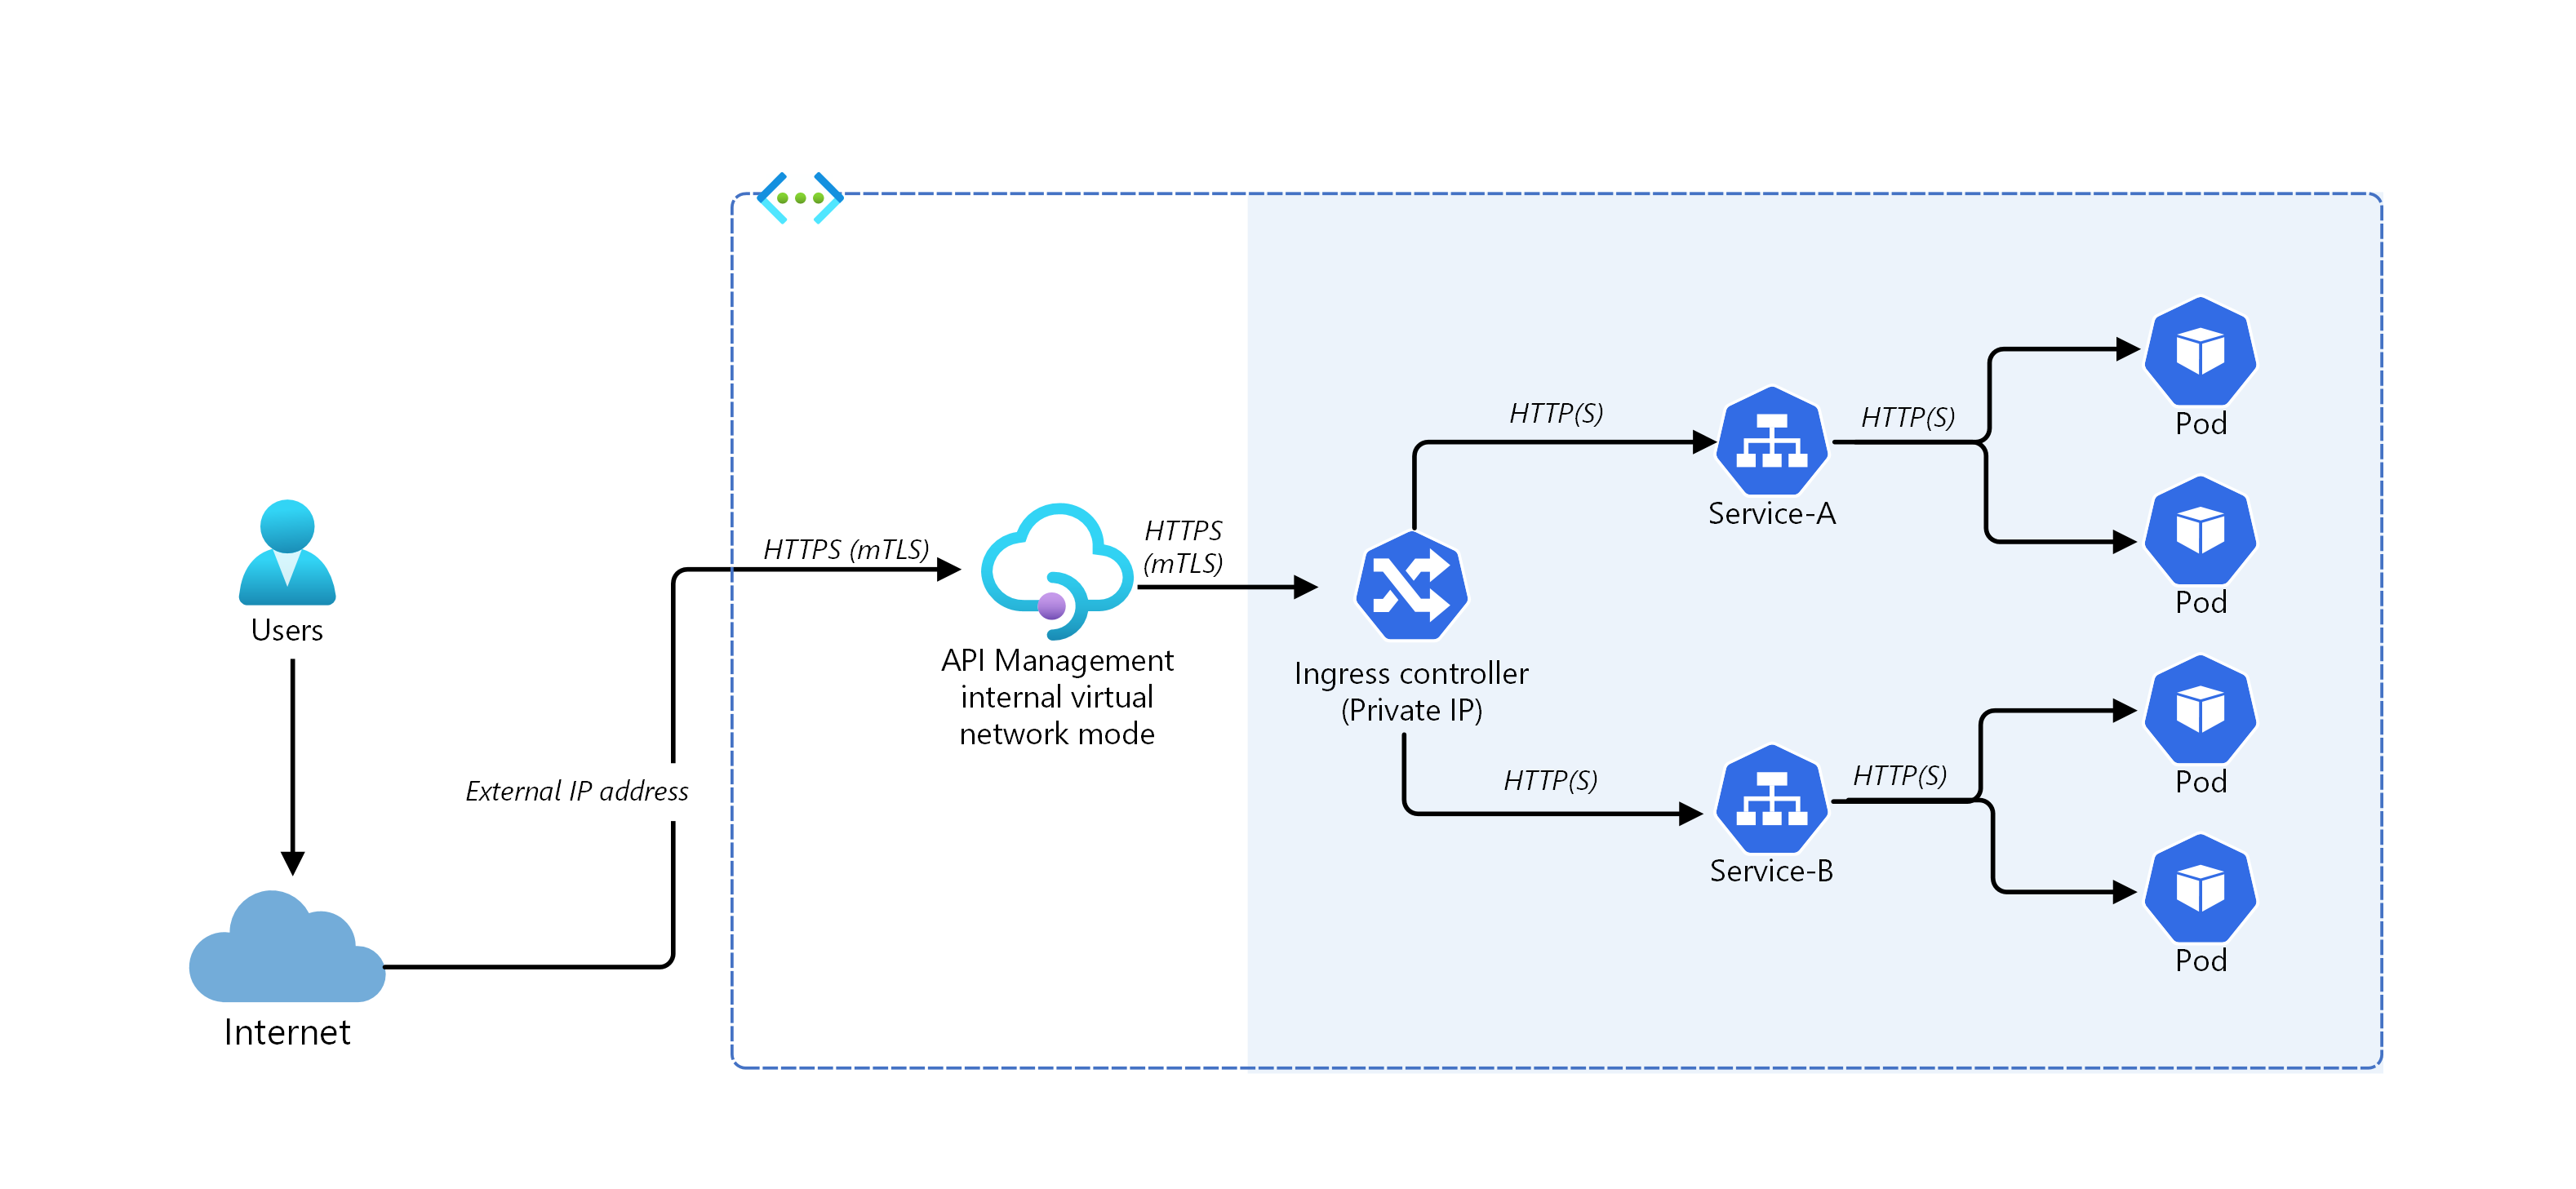 Users
Internet
External IP address
HTTPS (mTLS)
API Management
internal virtual
network mode
HTTPS
(mTLS)
Ingress controller
(Private IP)
HTTP(S)
Service-A
HTTP(S)
Pod
Pod
HTTP(S)
Service-B
HTTP(S)
Pod
Pod